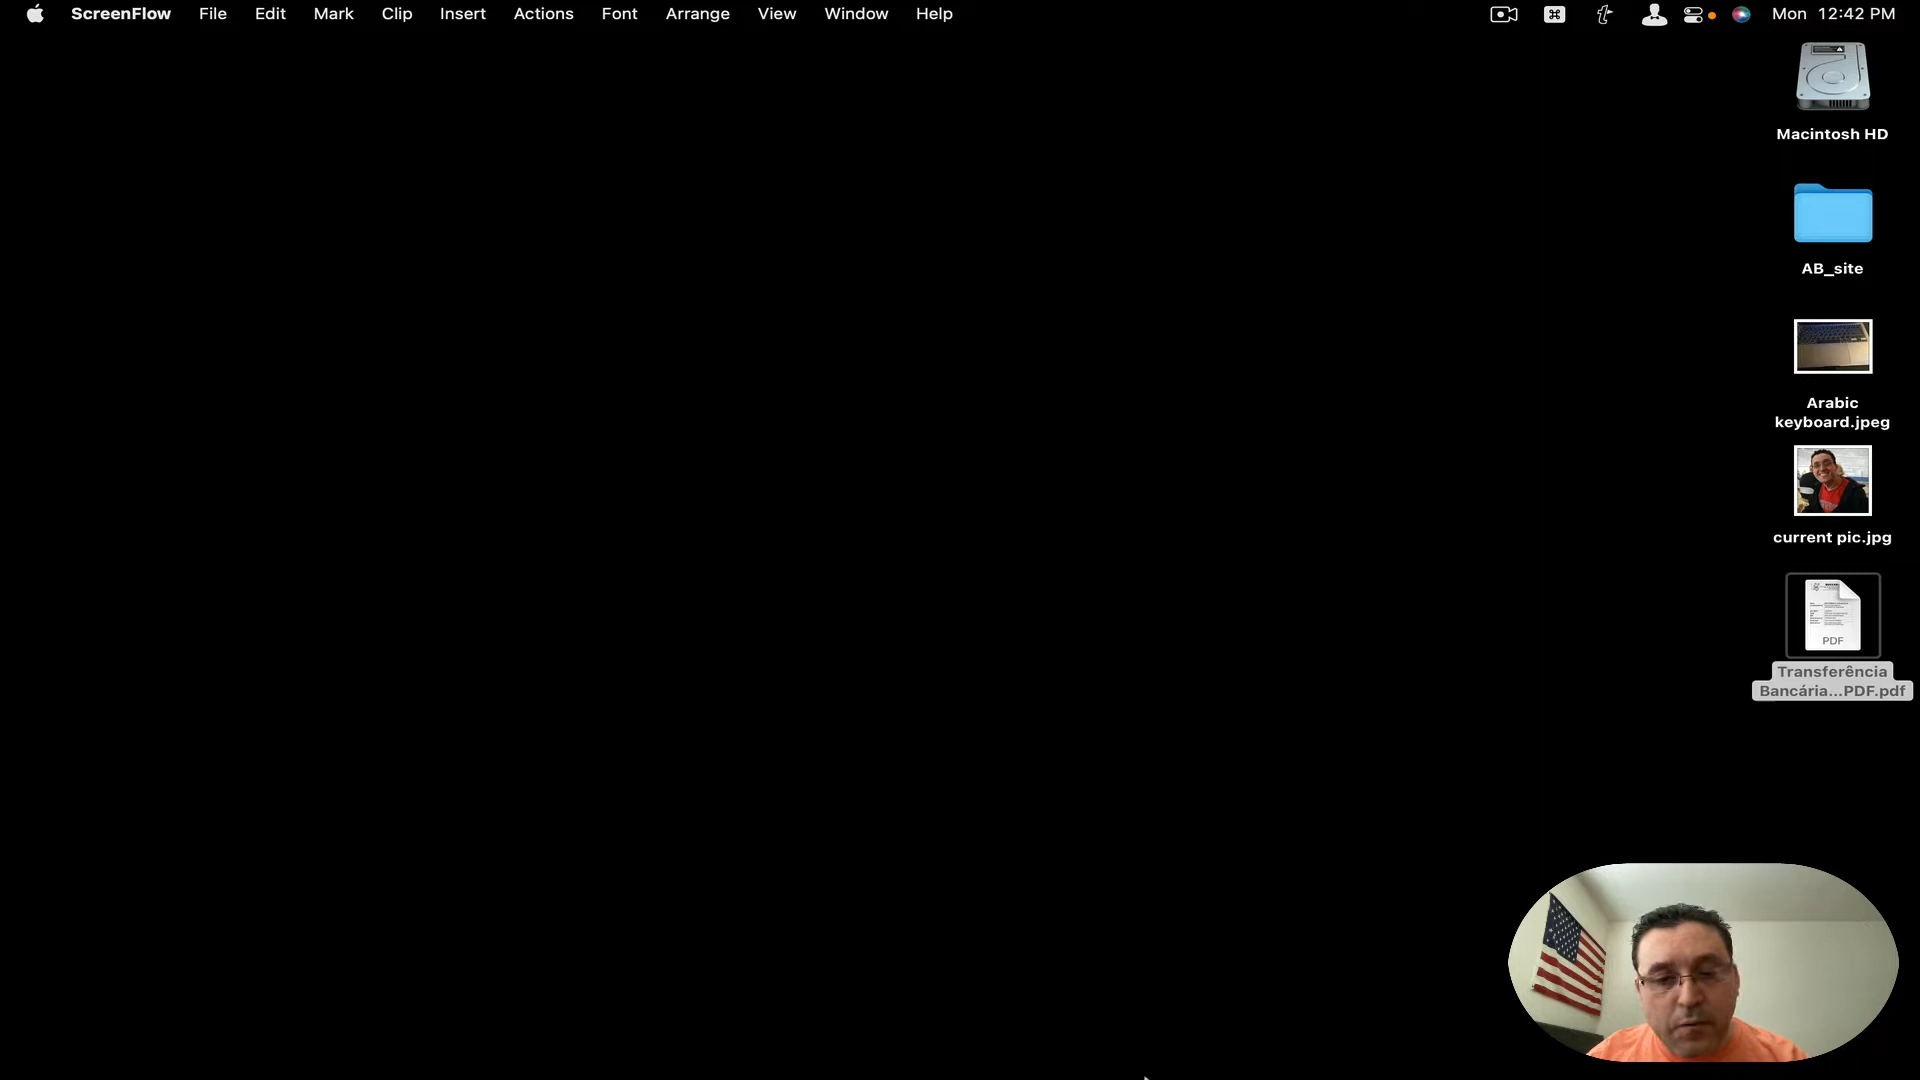 ScreenFlow File Edit Mark Clip Insert Actions Font Arrange View Window Help Mon 12:42 PM
Macintosh HD
AB_site
Arabic
keyboard.jpeg
current pic.jpg
PDF
Transferência
Bancária...PDF.pdf